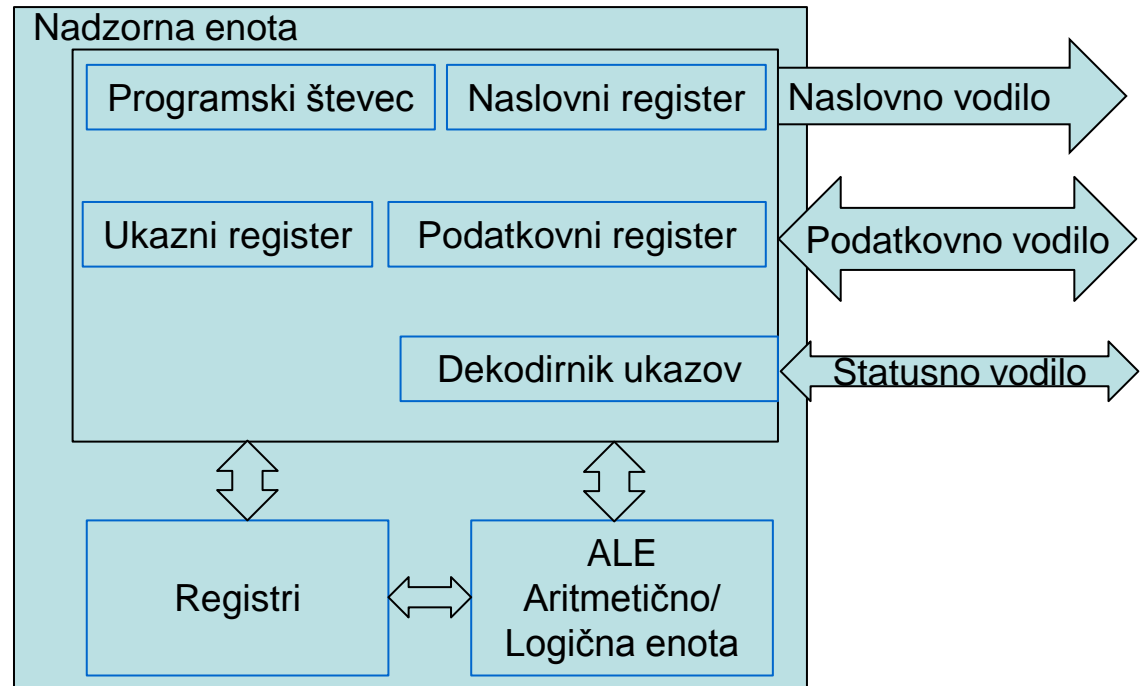 Nadzorna enota
Programski števec
Naslovni register
Naslovno vodilo
Ukazni register
Podatkovni register
Podatkovno vodilo
Dekodirnik ukazov
Statusno vodilo
Registri
ALE
Aritmetično/
Logična enota